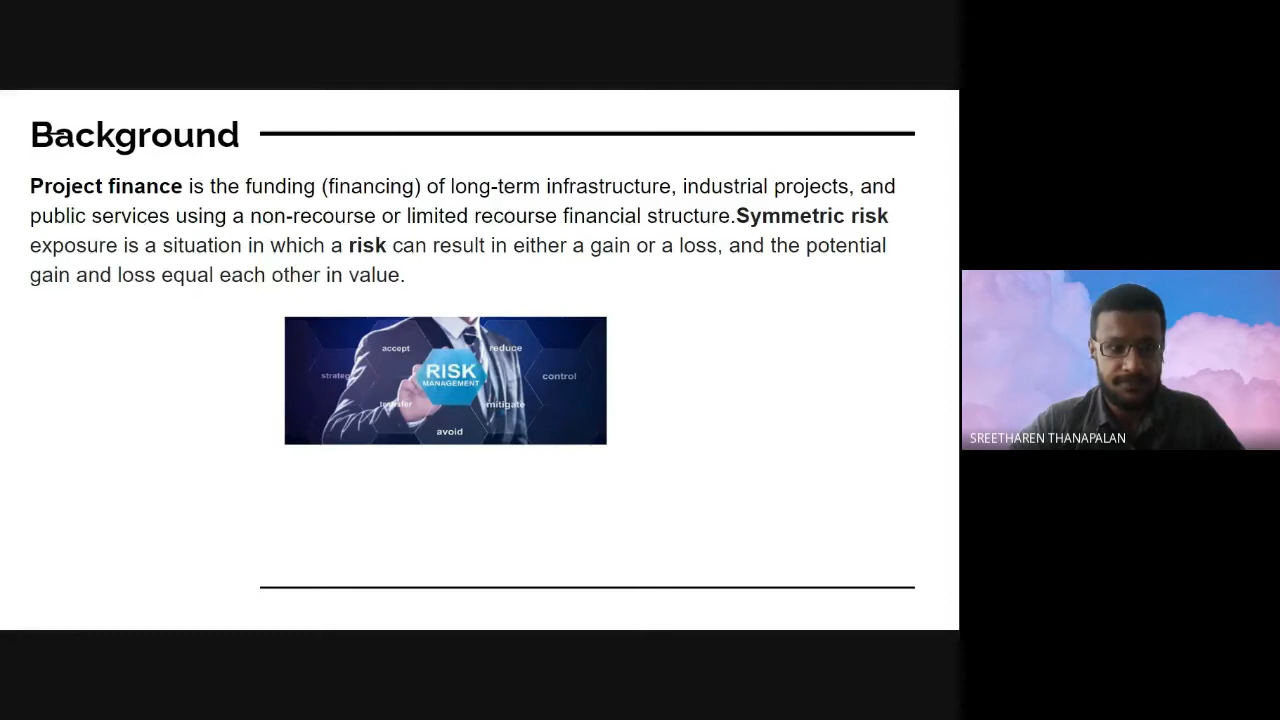 Background
Project finance is the funding (financing) of long-term infrastructure, industrial projects, and
public services using a non-recourse or limited recourse financial structure.Symmetric risk
exposure is a situation in which a risk can result in either a gain or a loss, and the potential
gain and loss equal each other in value.
accept
reduce
strateg
RISK
MANAGEMENT
control
transfer
mitigate
avoid
SREETHAREN THANAPALAN